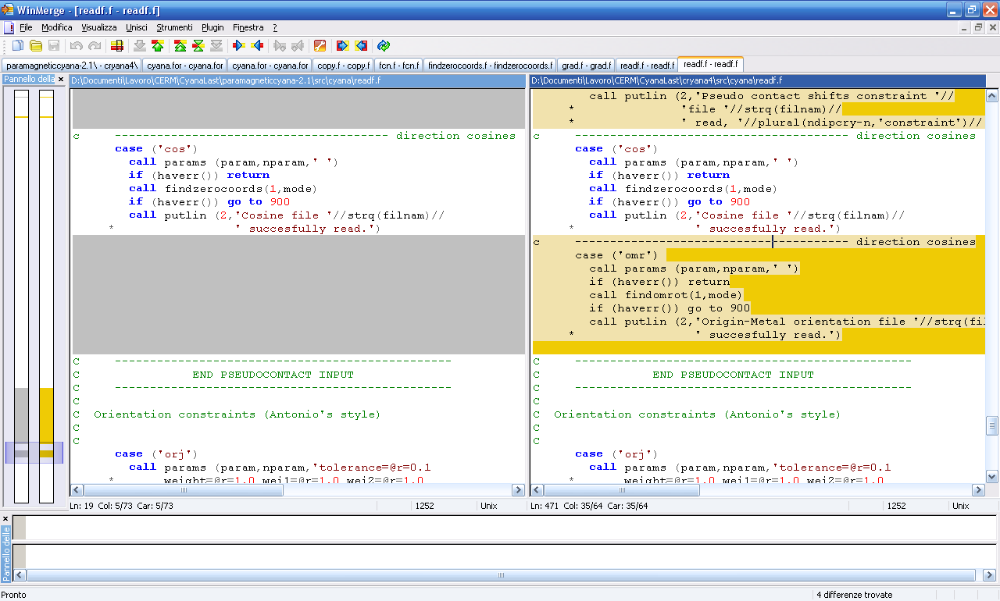 WinMerge - [readf.f - readf.f]
File Modifica Visualizza Unisci Strumenti Plugin Finestra ?
paramagneticcyana-2.1\ - cryana4\ cyana.for - cyana.for cyana.for - cyana.for copy.f - copy.f fcn.f - fcn.f findzerocoords.f - findzerocoords.f grad.f - grad.f readf.f - readf.f readf.f - readf.f
Pannello della
D:\Documenti\Lavoro\CERM\CyanaLast\paramagneticcyana-2.1\src\cyana\readf.f
c -------------------------------------- direction cosines
case ('cos')
call params (param,nparam,' ')
if (haverr()) return
call findzerocoords(1,mode)
if (haverr()) go to 900
call putlin (2,'Cosine file '//strq(filnam)//
* ' succesfully read.')
C ------------------------------------------------
C END PSEUDOCONTACT INPUT
C ------------------------------------------------
C
C Orientation constraints (Antonio's style)
C
C
case ('orj')
call params (param,nparam,'tolerance=@r=0.1
* weight=@r=1.0 wei1=@r=1.0 wei2=@r=1.0
Ln: 19 Col: 5/73 Car: 5/73 1252 Unix
D:\Documenti\Lavoro\CERM\CyanaLast\cryana4\src\cyana\readf.f
call putlin (2,'Pseudo contact shifts constraint '//
* 'file '//strq(filnam)//
* ' read, '//plural(ndipcry-n,'constraint')//
c -------------------------------------- direction cosines
case ('cos')
call params (param,nparam,' ')
if (haverr()) return
call findzerocoords(1,mode)
if (haverr()) go to 900
call putlin (2,'Cosine file '//strq(filnam)//
* ' succesfully read.')
c -------------------------------------- direction cosines
case ('omr')
call params (param,nparam,' ')
if (haverr()) return
call findomrot(1,mode)
if (haverr()) go to 900
call putlin (2,'Origin-Metal orientation file '//strq(fil
* ' succesfully read.')
C ------------------------------------------------
C END PSEUDOCONTACT INPUT
C ------------------------------------------------
C
C Orientation constraints (Antonio's style)
C
C
case ('orj')
call params (param,nparam,'tolerance=@r=0.1
* weight=@r=1.0 wei1=@r=1.0 wei2=@r=1.0
Ln: 471 Col: 35/64 Car: 35/64 1252 Unix
Pannello delle
Pronto 4 differenze trovate